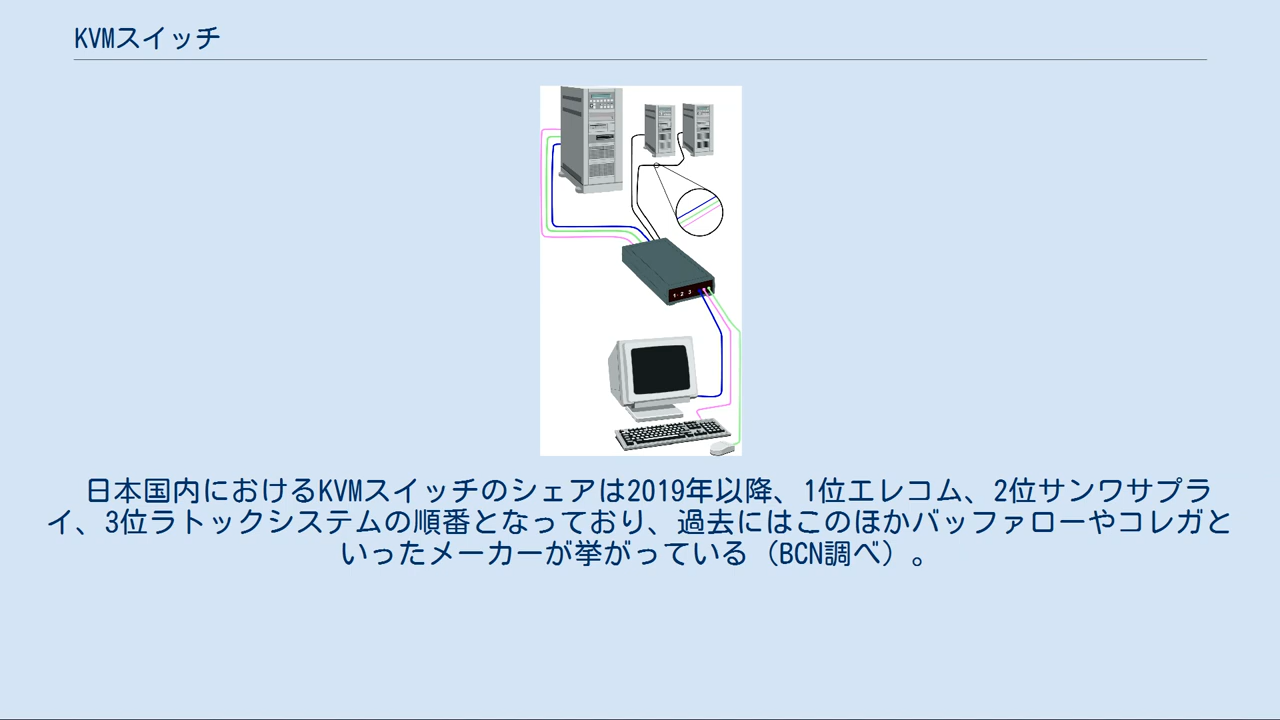 KVMスイッチ
1·2 3
日本国内におけるKVMスイッチのシェアは2019年以降、1位エレコム、2位サンワサプラ
イ、3位ラトックシステムの順番となっており、過去にはこのほかバッファローやコレガと
いったメーカーが挙がっている（BCN調べ）。